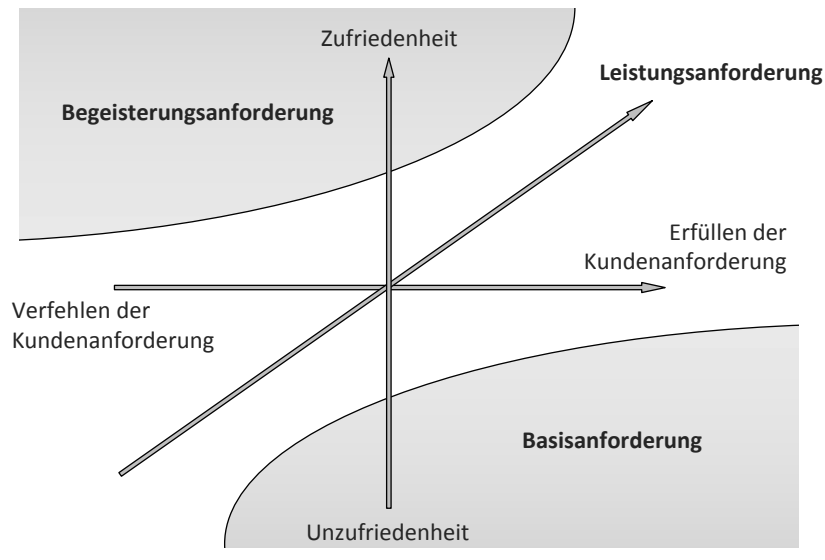 Zufriedenheit
Leistungsanforderung
Begeisterungsanforderung
Erfüllen der
Kundenanforderung
Verfehlen der
Kundenanforderung
Basisanforderung
Unzufriedenheit